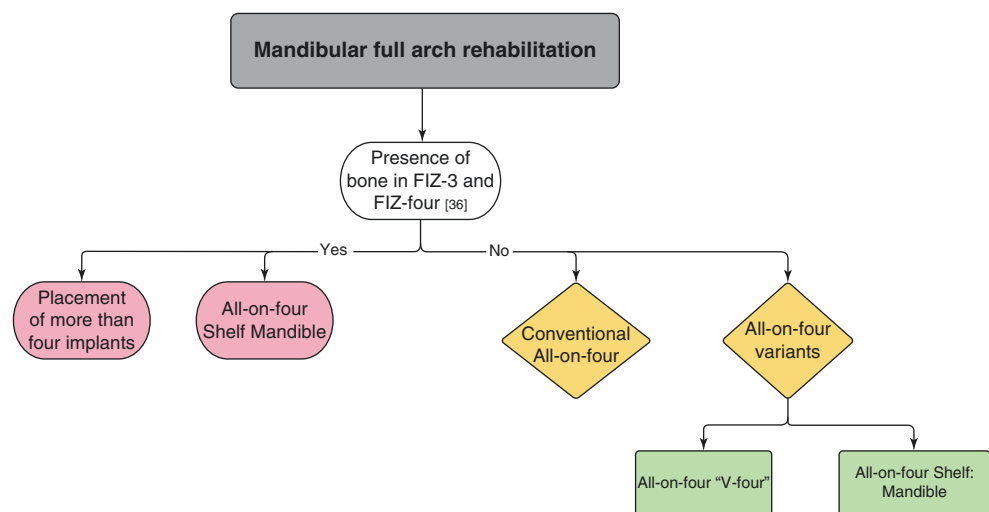 Mandibular full arch rehabilitation
Presence of
bone in FIZ-3 and
FIZ-four [36]
Yes
No
Placement
of more than
four implants
All-on-four
Shelf Mandible
Conventional
All-on-four
All-on-four
variants
All-on-four “V-four”
All-on-four Shelf:
Mandible